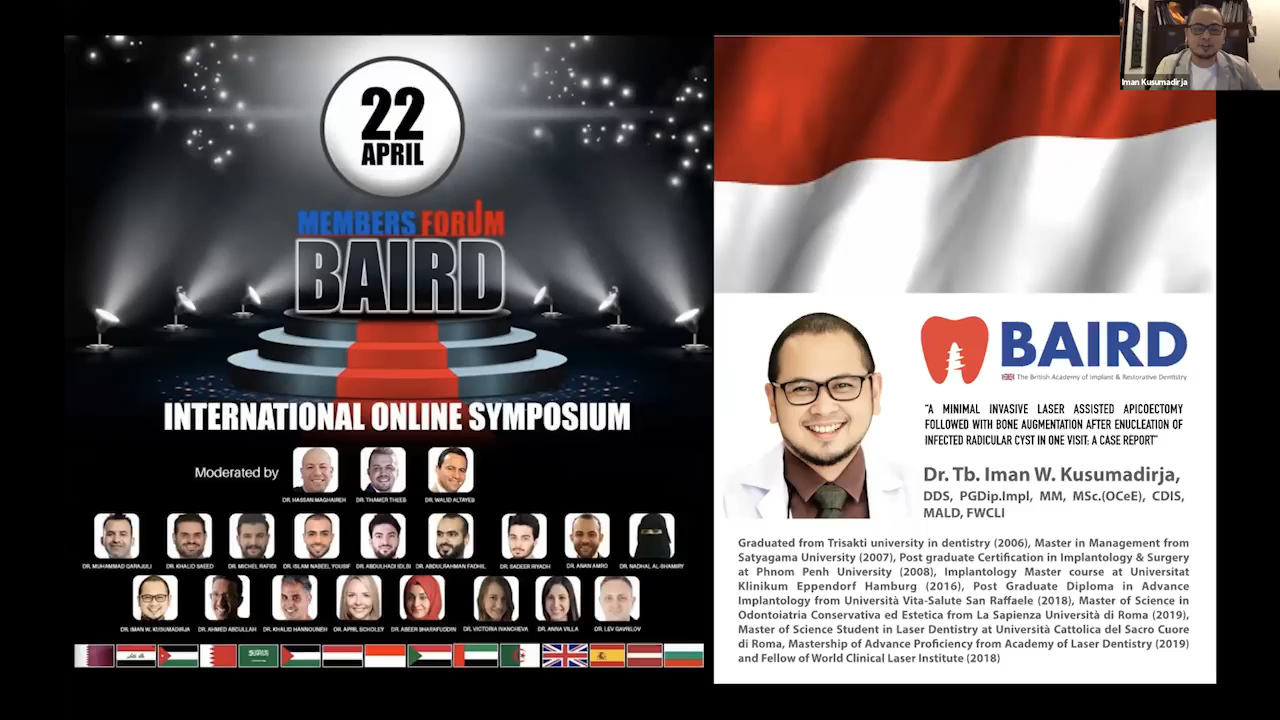 22
APRIL
MEMBERS FORUM
BAIRD
INTERNATIONAL ONLINE SYMPOSIUM
Moderated by
DR. HASSAN MAGHAIREH
DR. THAMER THEEB
DR. WALID ALTAYEB
DR. MUHAMMAD QARAJULI
DR. KHALID SAEED
DR. MICHEL RAFIDI
DR. ISLAM NABEEL YOUSIF
DR. ABDULHADI IDLBI
DR. ABDULRAHMAN FADHIL
DR. SADEER RIYADH
DR. ANAN AMRO
DR. NADHAL AL-SHAMIRY
DR. IMAN W. KUSUMADIRJA
DR. AHMED ABDULLAH
DR. KHALID HANNOUNEH
DR. APRIL SCHOLEY
DR. ABEER SHARAFUDDIN
DR. VICTORIA IVANCHEVA
DR. ANNA VILLA
DR. LEV GAVRILOV
Iman Kusumadirja
BAIRD
The British Academy of Implant & Restorative Dentistry
"A MINIMAL INVASIVE LASER ASSISTED APICOECTOMY
FOLLOWED WITH BONE AUGMENTATION AFTER ENUCLEATION OF
INFECTED RADICULAR CYST IN ONE VISIT: A CASE REPORT"
Dr. Tb. Iman W. Kusumadirja,
DDS, PGDip.Impl, MM, MSc.(OCeE), CDIS,
MALD, FWCLI
Graduated from Trisakti university in dentistry (2006), Master in Management from
Satyagama University (2007), Post graduate Certification in Implantology & Surgery
at Phnom Penh University (2008), Implantology Master course at Universitat
Klinikum Eppendorf Hamburg (2016), Post Graduate Diploma in Advance
Implantology from Università Vita-Salute San Raffaele (2018), Master of Science in
Odontoiatria Conservativa ed Estetica from La Sapienza Università di Roma (2019),
Master of Science Student in Laser Dentistry at Università Cattolica del Sacro Cuore
di Roma, Mastership of Advance Proficiency from Academy of Laser Dentistry (2019)
and Fellow of World Clinical Laser Institute (2018)